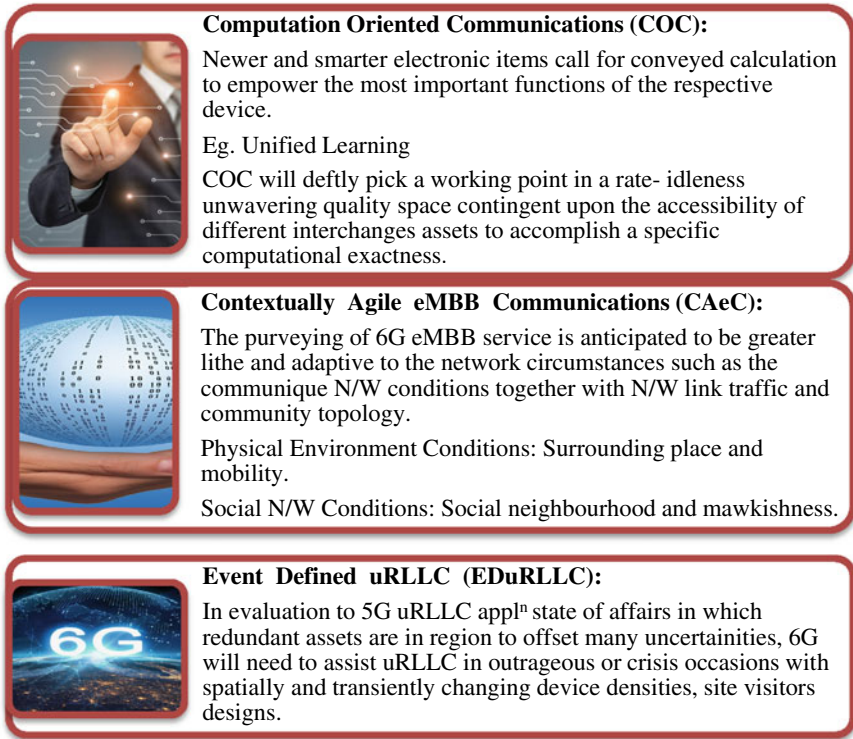 Computation Oriented Communications (COC):
Newer and smarter electronic items call for conveyed calculation
to empower the most important functions of the respective
device.
Eg. Unified Learning
COC will deftly pick a working point in a rate- idleness
unwavering quality space contingent upon the accessibility of
different interchanges assets to accomplish a specific
computational exactness.
Contextually Agile eMBB Communications (CAeC):
The purveying of 6G eMBB service is anticipated to be greater
lithe and adaptive to the network circumstances such as the
communique N/W conditions together with N/W link traffic and
community topology.
Physical Environment Conditions: Surrounding place and
mobility.
Social N/W Conditions: Social neighbourhood and mawkishness.
Event Defined uRLLC (EDuRLLC):
6G
In evaluation to 5G uRLLC applⁿ state of affairs in which
redundant assets are in region to offset many uncertainities, 6G
will need to assist uRLLC in outrageous or crisis occasions with
spatially and transiently changing device densities, site visitors
designs.